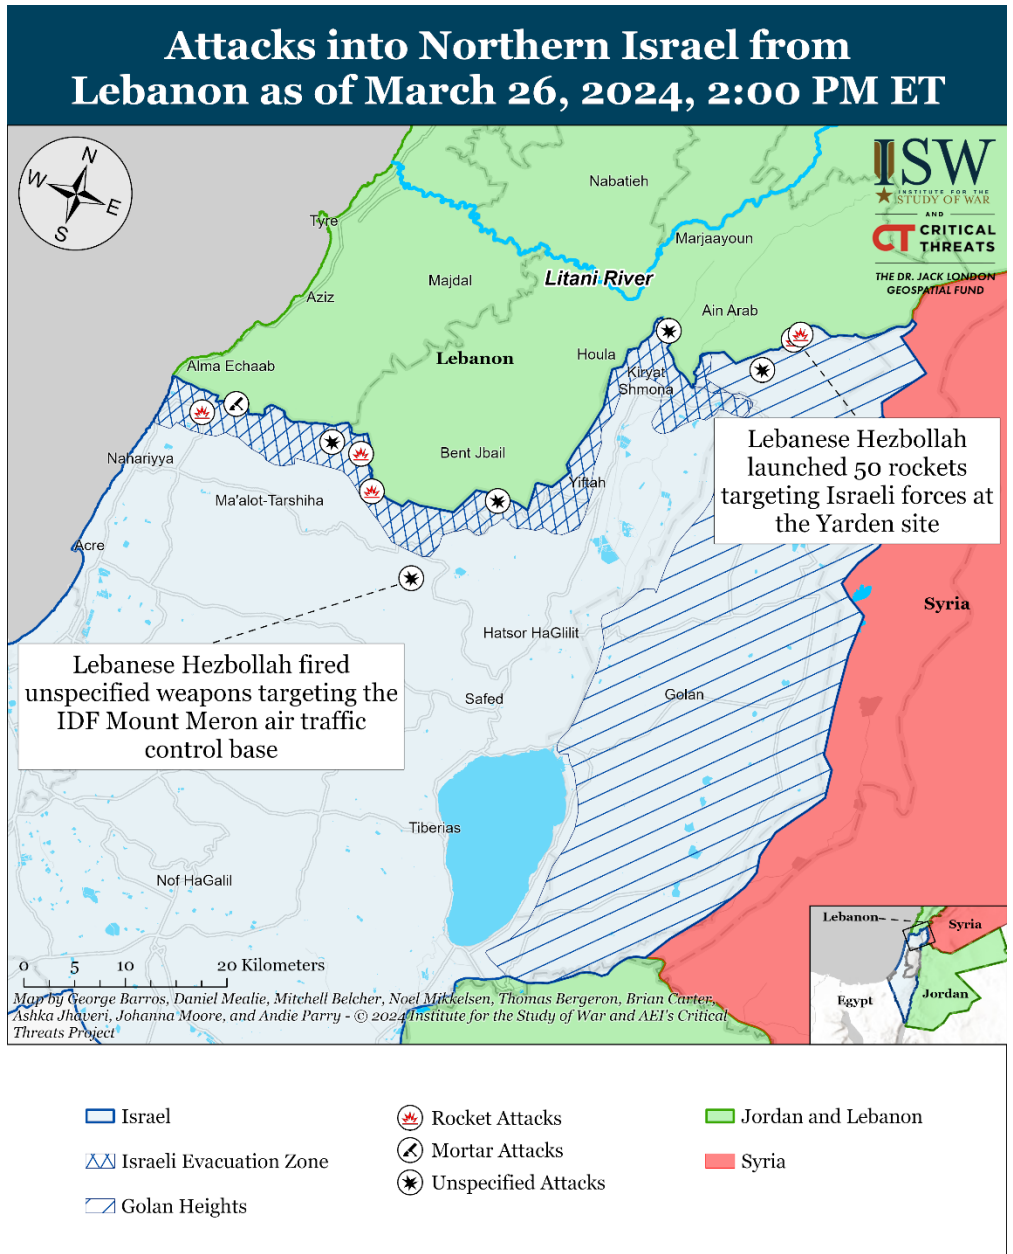 Attacks into Northern Israel from
Lebanon as of March 26, 2024, 2:00 PM ET
N
W
E
S
ISW
INSTITUTE FOR THE
STUDY OF WAR
AND
CT CRITICAL
THREATS
THE DR. JACK LONDON
GEOSPATIAL FUND
Nabatieh
Tyre
Marjaayoun
Majdal
Litani River
Aziz
Ain Arab
Lebanon
Houla
Alma Echaab
Kiryat
Shmona
Lebanese Hezbollah
launched 50 rockets
targeting Israeli forces at
the Yarden site
Nahariyya
Bent Jbail
Yiftah
Ma'alot-Tarshiha
Acre
Syria
Hatsor HaGlilit
Lebanese Hezbollah fired
unspecified weapons targeting the
IDF Mount Meron air traffic
control base
Safed
Golan
Tiberias
Nof HaGalil
Lebanon
Syria
Egypt
Jordan
0 5 10 20 Kilometers
Map by George Barros, Daniel Mealie, Mitchell Belcher, Noel Mikkelsen, Thomas Bergeron, Brian Carter,
Ashka Jhaveri, Johanna Moore, and Andie Parry - © 2024 Institute for the Study of War and AEI's Critical
Threats Project
Israel
Israeli Evacuation Zone
Golan Heights
Rocket Attacks
Mortar Attacks
Unspecified Attacks
Jordan and Lebanon
Syria